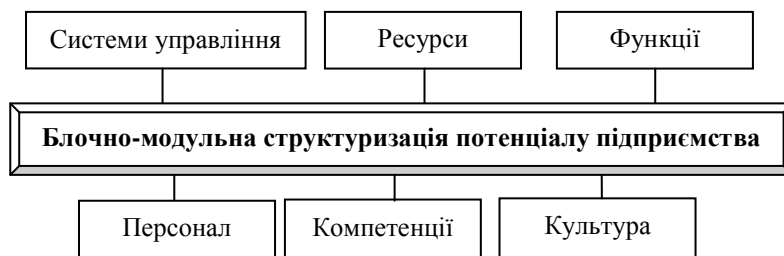 Системи управління
Ресурси
Функції
Блочно-модульна структуризація потенціалу підприємства
Персонал
Компетенції
Культура